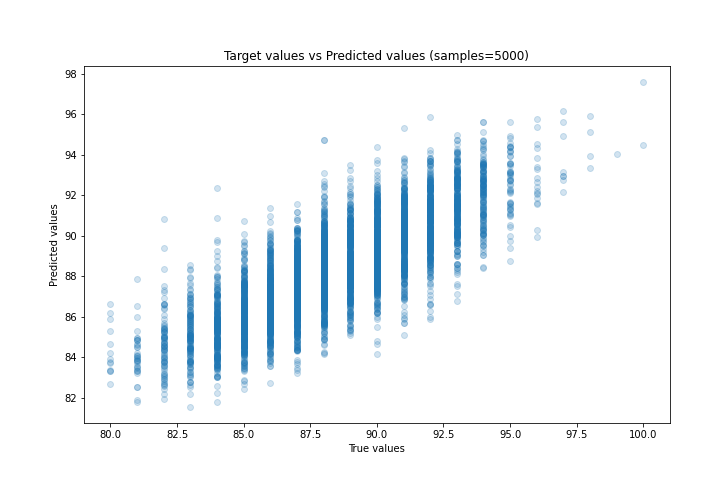 Target values vs Predicted values (samples=5000)
98
96
94
92
90
88
86
84
82
Predicted values
80.0 82.5 85.0 87.5 90.0 92.5 95.0 97.5 100.0
True values